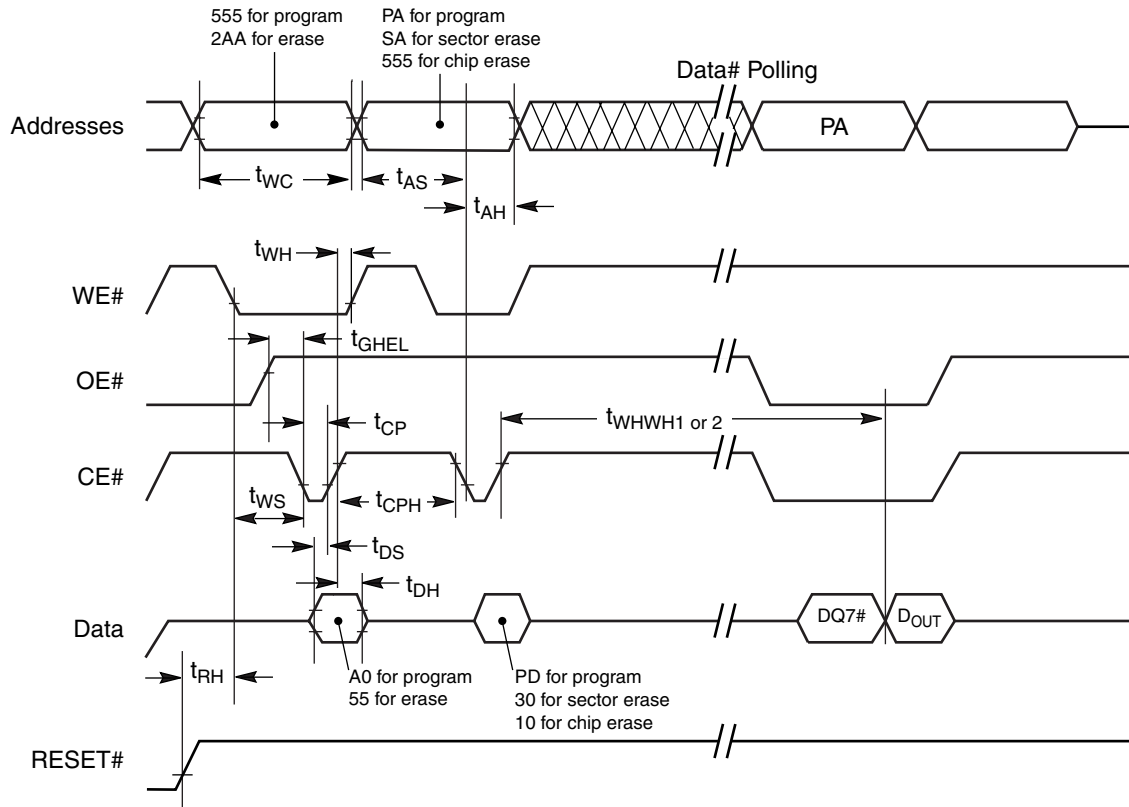 555 for program
2AA for erase
PA for program
SA for sector erase
555 for chip erase
Data# Polling
Addresses
PA
tWC
tAS
tAH
tWH
WE#
tGHEL
OE#
tCP
tWHWH1 or 2
CE#
tWS
tCPH
tDS
tDH
Data
DQ7#
DOUT
tRH
A0 for program
55 for erase
PD for program
30 for sector erase
10 for chip erase
RESET#